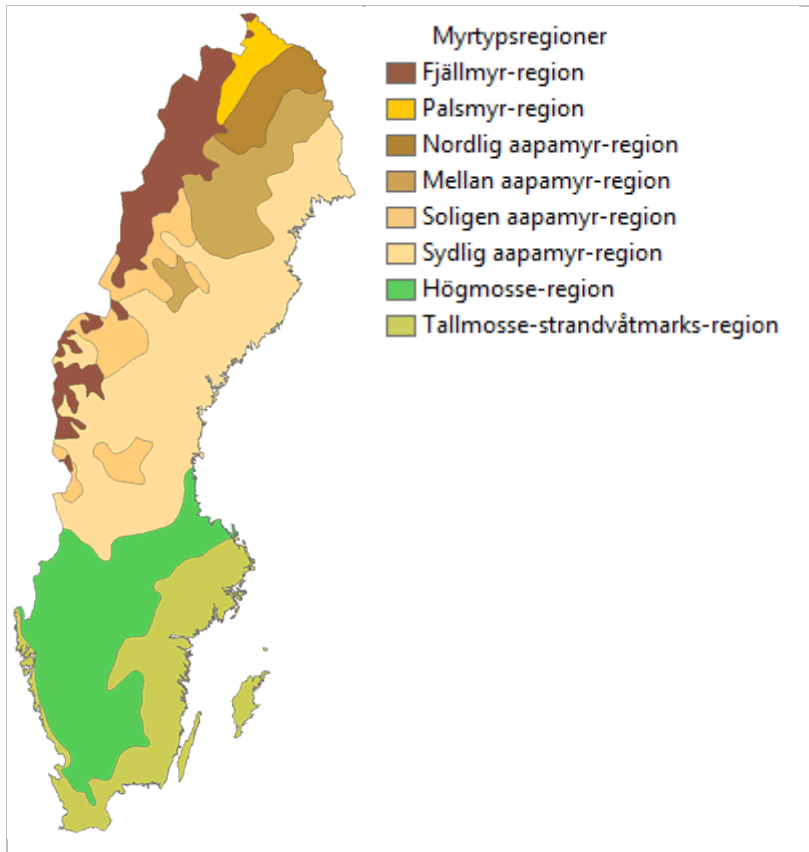 Myrtypsregioner
Fjällmyr-region
Palsmyr-region
Nordlig aapamyr-region
Mellan aapamyr-region
Soligen aapamyr-region
Sydlig aapamyr-region
Högmosse-region
Tallmosse-strandvåtmarks-region